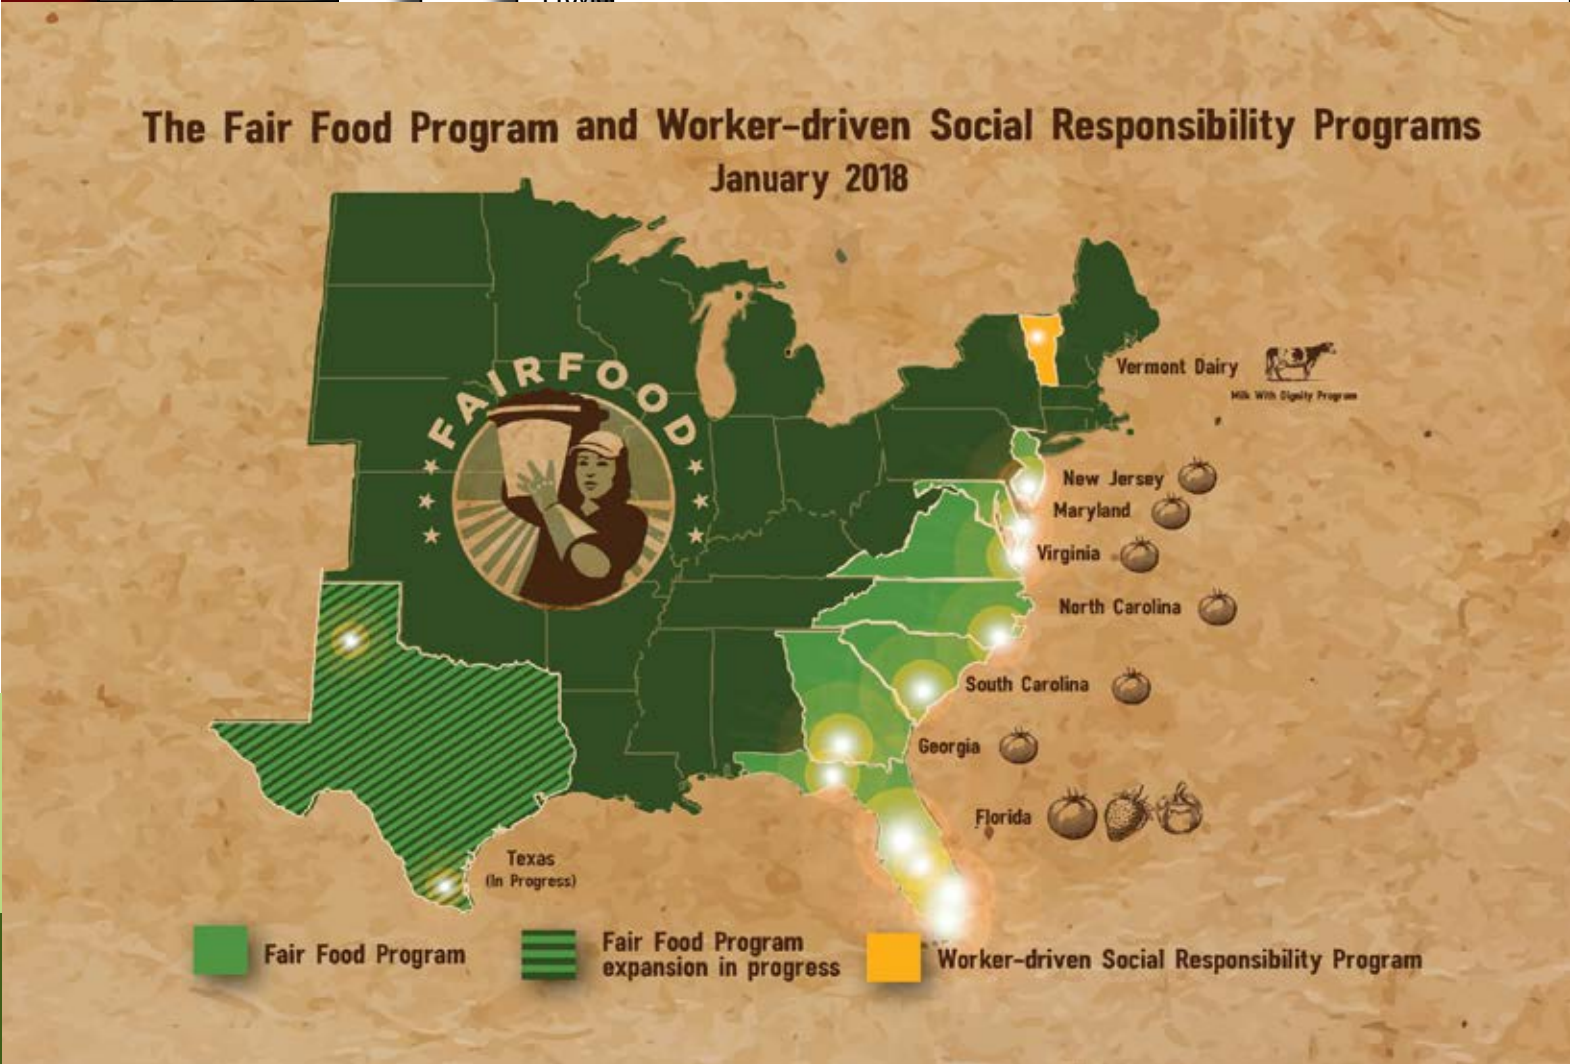 The Fair Food Program and Worker-driven Social Responsibility Programs
January 2018
FAIRFOOD
Vermont Dairy
Milk With Dignity Program
New Jersey
Maryland
Virginia
North Carolina
South Carolina
Georgia
Florida
Texas
(In Progress)
Fair Food Program
Fair Food Program
expansion in progress
Worker-driven Social Responsibility Program